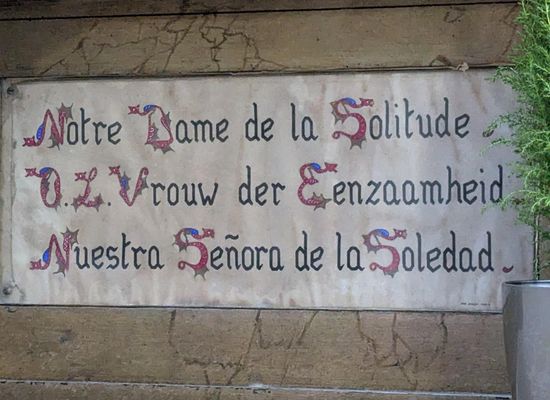 Notre Dame de la Solitude
O.L.Vrouw der Eenzaamheid
Nuestra Señora de la Soledad